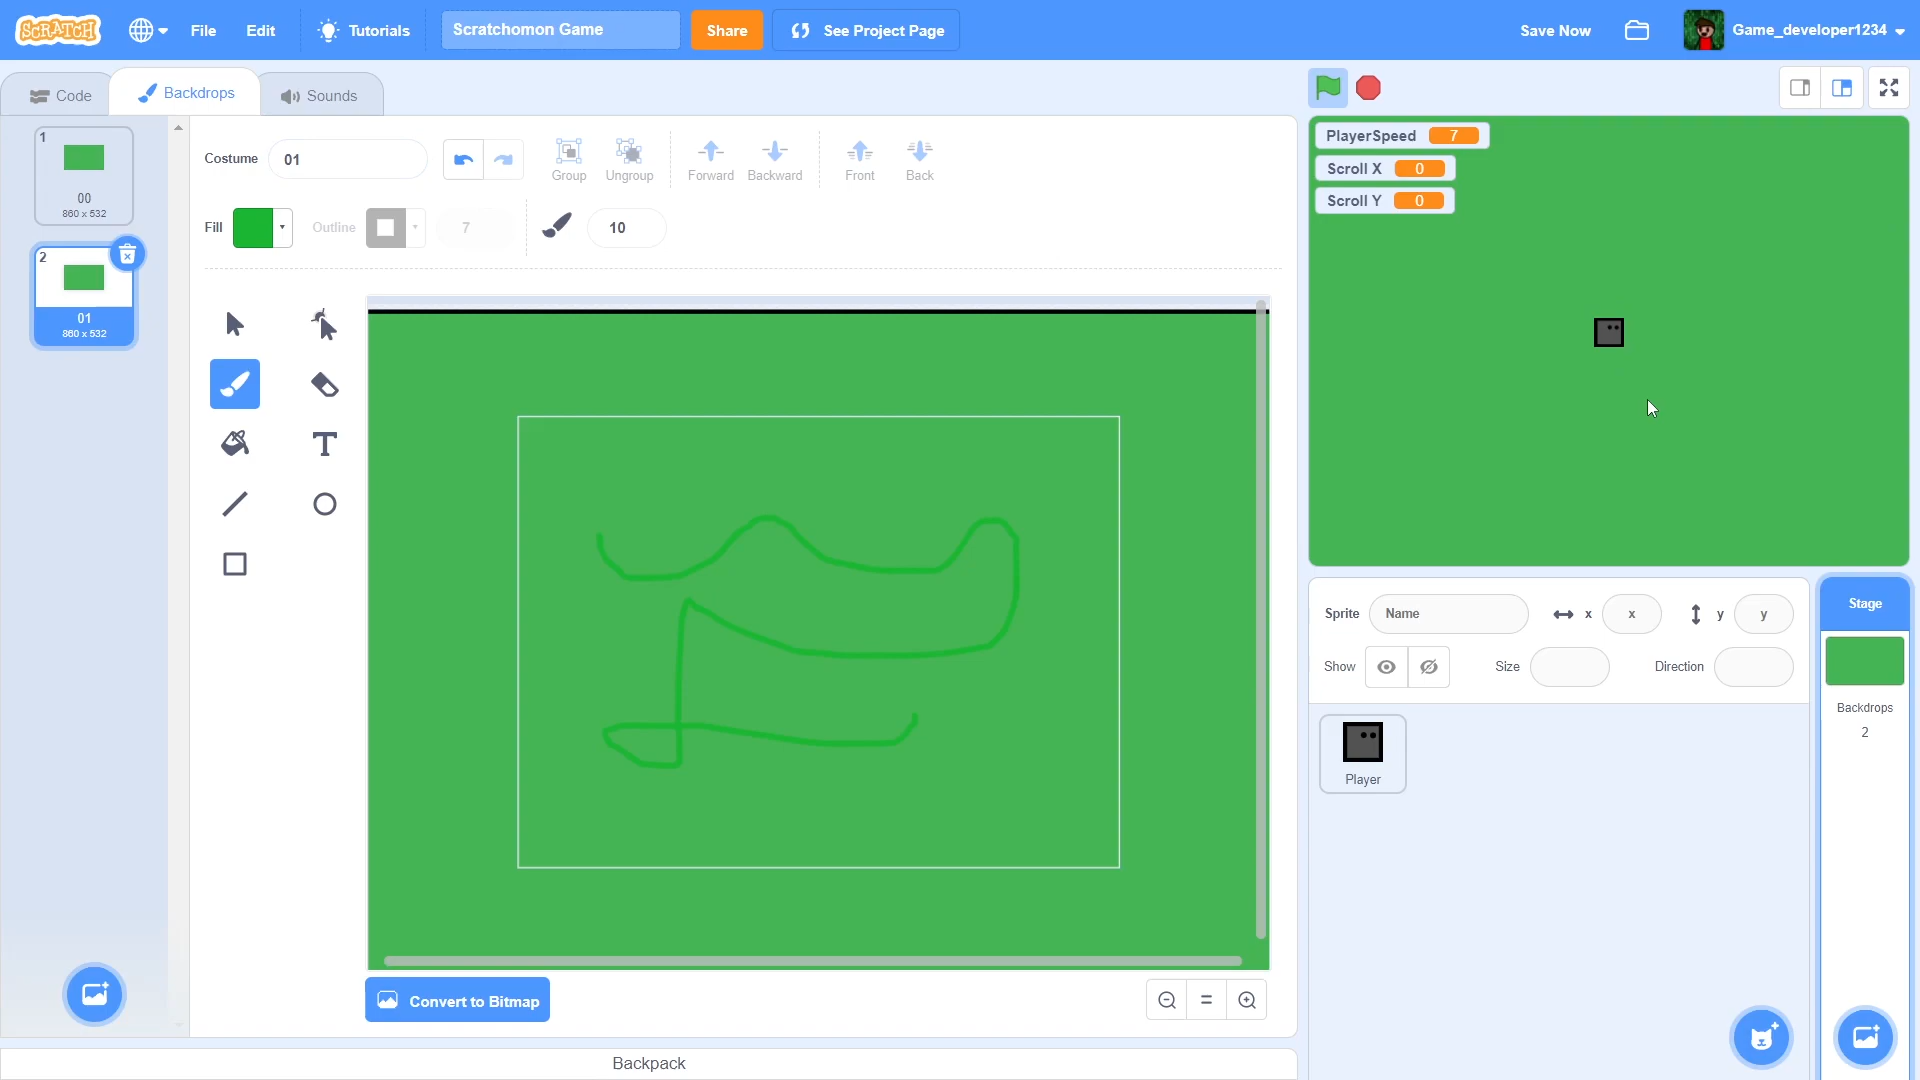 SCRATCH File Edit Tutorials Scratchomon Game Share See Project Page Save Now Game_developer1234
Code Backdrops Sounds
1
00
860 x 532
2
01
860 x 532
Costume 01 Group Ungroup Forward Backward Front Back
Fill Outline 7 10
Convert to Bitmap
Backpack
PlayerSpeed 7
Scroll X 0
Scroll Y 0
Sprite Name x x y y
Show Size Direction
Player
Stage
Backdrops
2